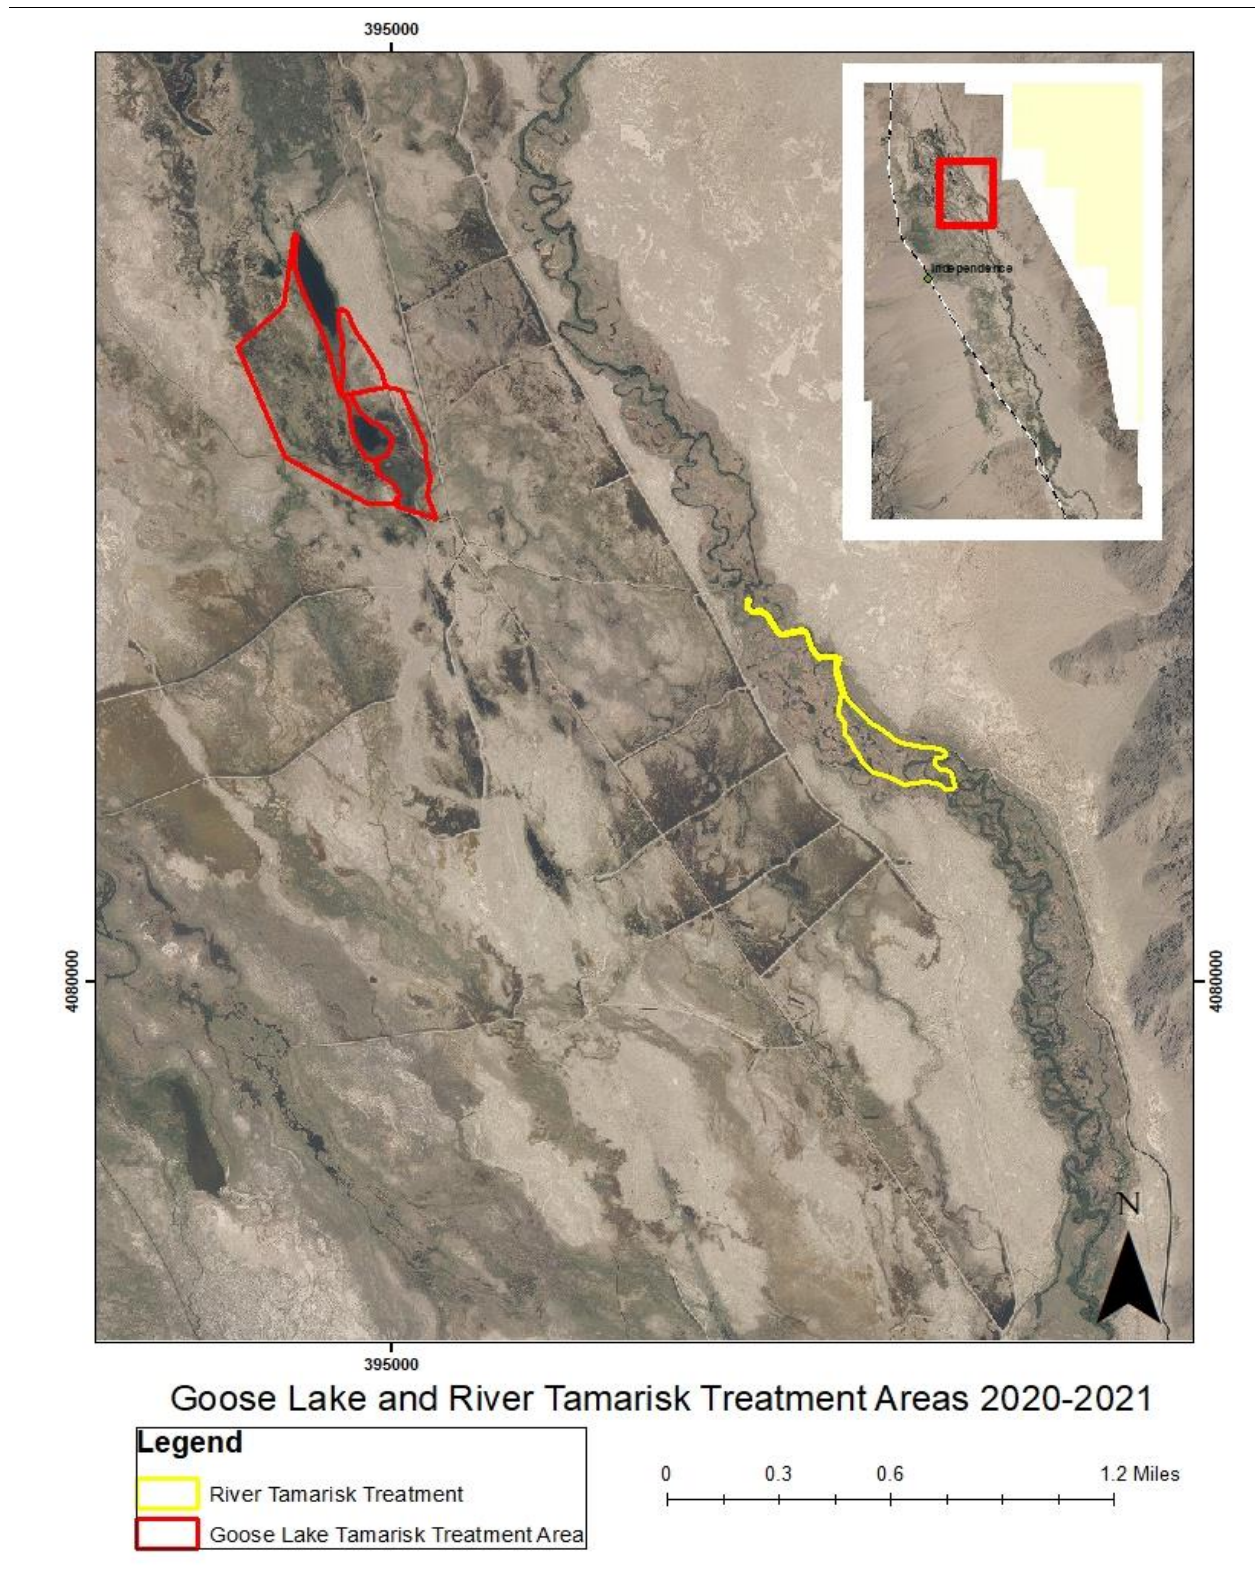 395000
Independence
4080000
4080000
N
395000
Goose Lake and River Tamarisk Treatment Areas 2020-2021
Legend
River Tamarisk Treatment
Goose Lake Tamarisk Treatment Area
0 0.3 0.6 1.2 Miles